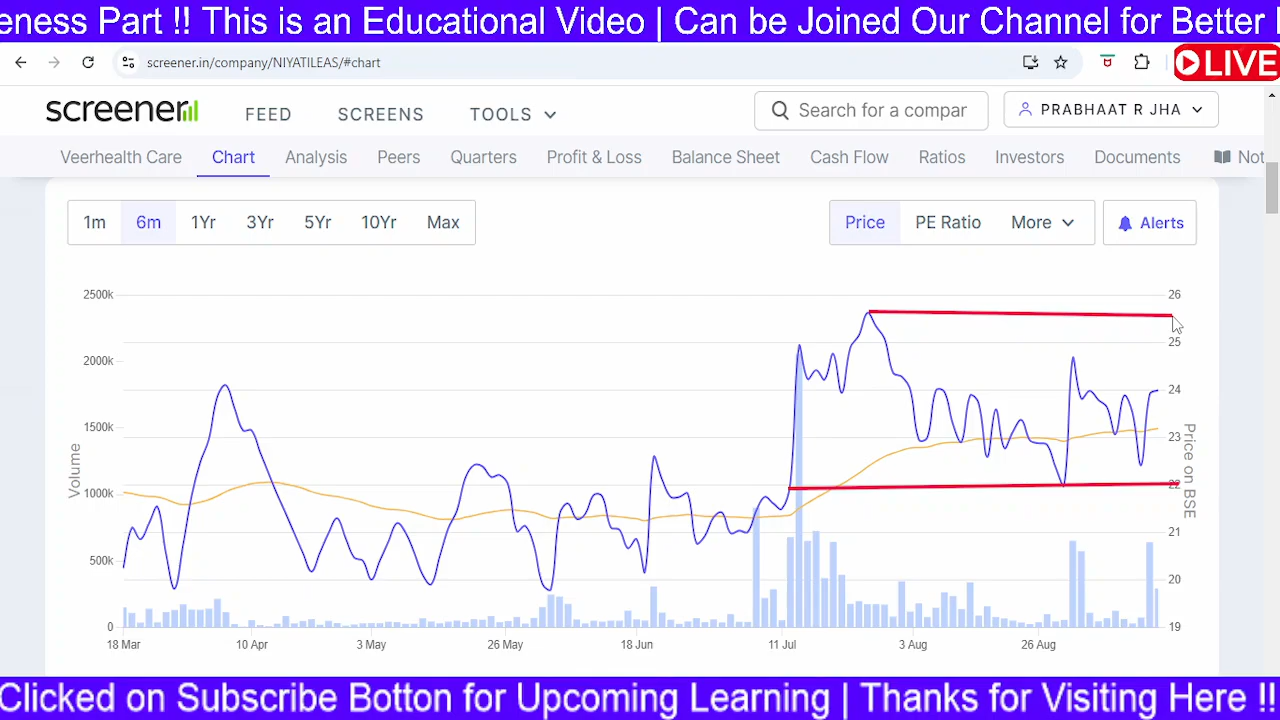 eness Part !! This is an Educational Video | Can be Joined Our Channel for Better
screener.in/company/NIYATILEAS/#chart
LIVE
screener
FEED SCREENS TOOLS
Search for a compar
PRABHAAT R JHA
Veerhealth Care Chart Analysis Peers Quarters Profit & Loss Balance Sheet Cash Flow Ratios Investors Documents Not
1m 6m 1Yr 3Yr 5Yr 10Yr Max
Price PE Ratio More Alerts
2500k 26
25
2000k
24
1500k
23
Volume
Price on BSE
1000k 22
21
500k
20
0 19
18 Mar 10 Apr 3 May 26 May 18 Jun 11 Jul 3 Aug 26 Aug
Clicked on Subscribe Botton for Upcoming Learning | Thanks for Visiting Here !!